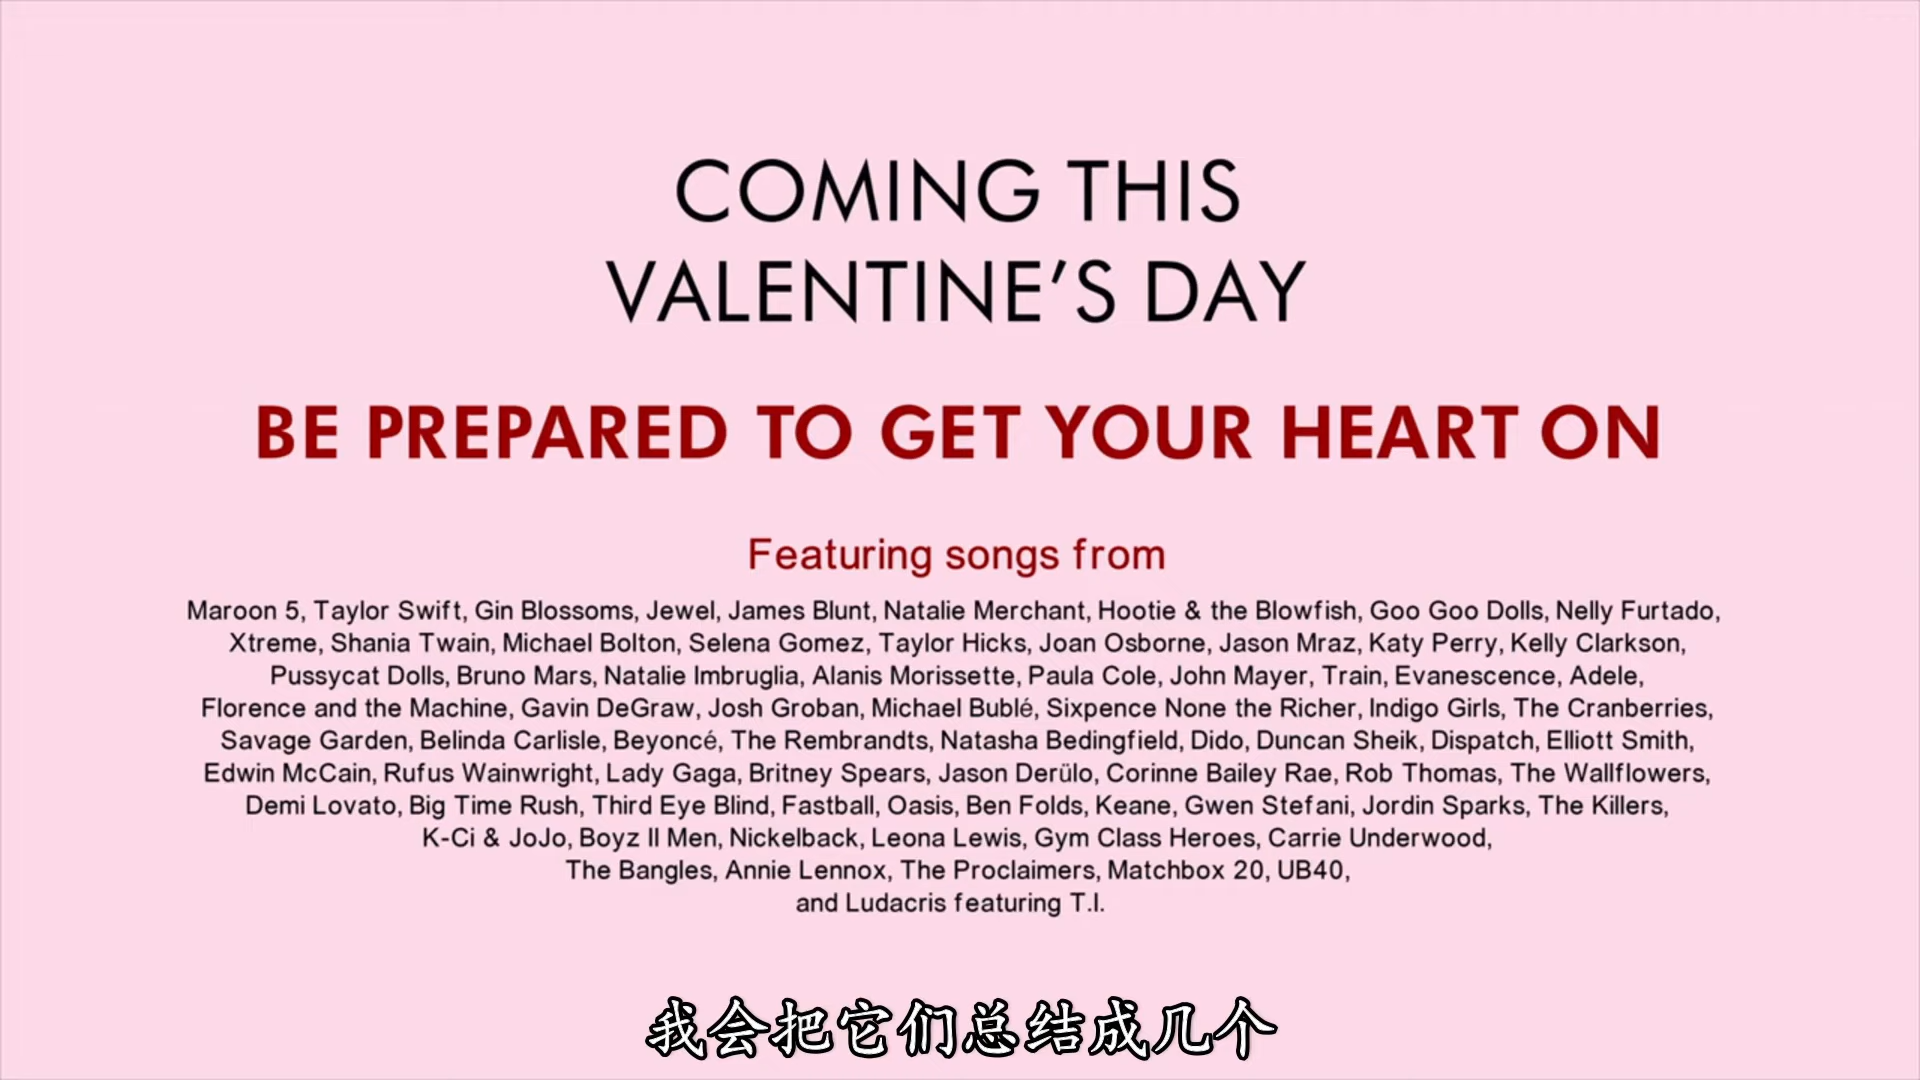 COMING THIS
VALENTINE’S DAY
BE PREPARED TO GET YOUR HEART ON
Featuring songs from
Maroon 5, Taylor Swift, Gin Blossoms, Jewel, James Blunt, Natalie Merchant, Hootie & the Blowfish, Goo Goo Dolls, Nelly Furtado,
Xtreme, Shania Twain, Michael Bolton, Selena Gomez, Taylor Hicks, Joan Osborne, Jason Mraz, Katy Perry, Kelly Clarkson,
Pussycat Dolls, Bruno Mars, Natalie Imbruglia, Alanis Morissette, Paula Cole, John Mayer, Train, Evanescence, Adele,
Florence and the Machine, Gavin DeGraw, Josh Groban, Michael Bublé, Sixpence None the Richer, Indigo Girls, The Cranberries,
Savage Garden, Belinda Carlisle, Beyoncé, The Rembrandts, Natasha Bedingfield, Dido, Duncan Sheik, Dispatch, Elliott Smith,
Edwin McCain, Rufus Wainwright, Lady Gaga, Britney Spears, Jason Derülo, Corinne Bailey Rae, Rob Thomas, The Wallflowers,
Demi Lovato, Big Time Rush, Third Eye Blind, Fastball, Oasis, Ben Folds, Keane, Gwen Stefani, Jordin Sparks, The Killers,
K-Ci & JoJo, Boyz II Men, Nickelback, Leona Lewis, Gym Class Heroes, Carrie Underwood,
The Bangles, Annie Lennox, The Proclaimers, Matchbox 20, UB40,
and Ludacris featuring T.I.
我会把它们总结成几个